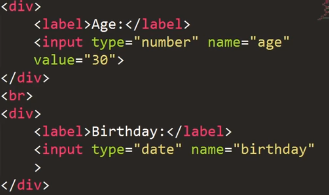 <div>
<label>Age:</label>
<input type="number" name="age"
value="30">
</div>
<br>
<div>
<label>Birthday:</label>
<input type="date" name="birthday"
>
</div>